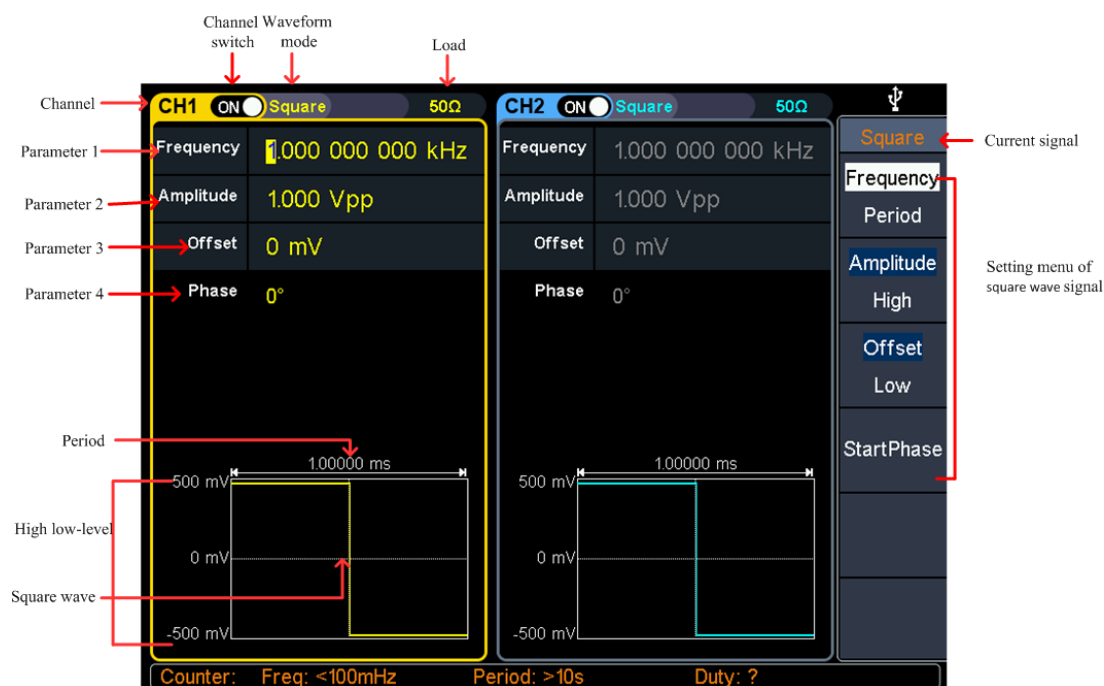 Channel switch
Waveform mode
Load
Channel
Parameter 1
Parameter 2
Parameter 3
Parameter 4
Period
High low-level
Square wave
CH1 ON Square 50Ω
Frequency 1.000 000 000 kHz
Amplitude 1.000 Vpp
Offset 0 mV
Phase 0°
1.00000 ms
500 mV
0 mV
-500 mV
CH2 ON Square 50Ω
Frequency 1.000 000 000 kHz
Amplitude 1.000 Vpp
Offset 0 mV
Phase 0°
1.00000 ms
500 mV
0 mV
-500 mV
Square
Frequency
Period
Amplitude
High
Offset
Low
StartPhase
Current signal
Setting menu of
square wave signal
Counter: Freq: <100mHz Period: >10s Duty: ?